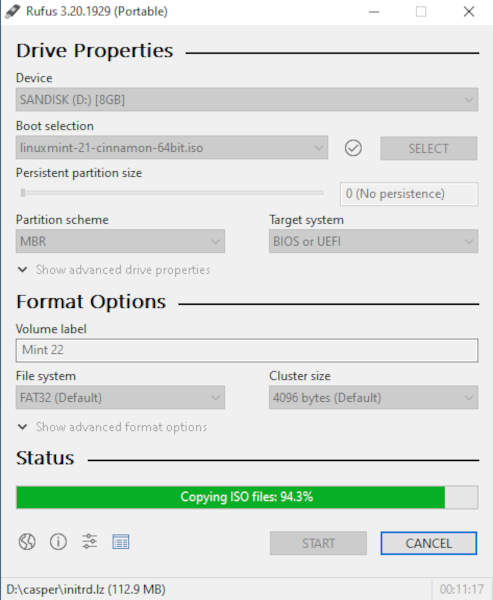 Rufus 3.20.1929 (Portable)
Drive Properties
Device
SANDISK (D:) [8GB]
Boot selection
linuxmint-21-cinnamon-64bit.iso
SELECT
Persistent partition size
0 (No persistence)
Partition scheme
Target system
MBR
BIOS or UEFI
Show advanced drive properties
Format Options
Volume label
Mint 22
File system
Cluster size
FAT32 (Default)
4096 bytes (Default)
Show advanced format options
Status
Copying ISO files: 94.3%
START
CANCEL
D:\casper\initrd.lz (112.9 MB)
00:11:17